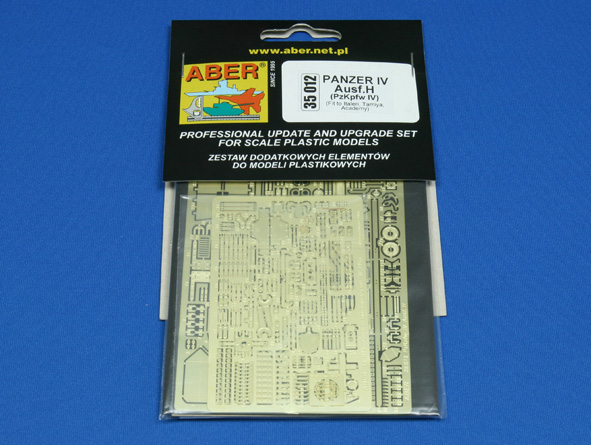 www.aber.net.pl
ABER®
SINCE 1995
35 012
PANZER IV
Ausf.H
(PzKpfw IV)
(Fit to Italeri, Tamiya,
Academy)
PROFESSIONAL UPDATE AND UPGRADE SET
FOR SCALE PLASTIC MODELS
ZESTAW DODATKOWYCH ELEMENTÓW
DO MODELI PLASTIKOWYCH